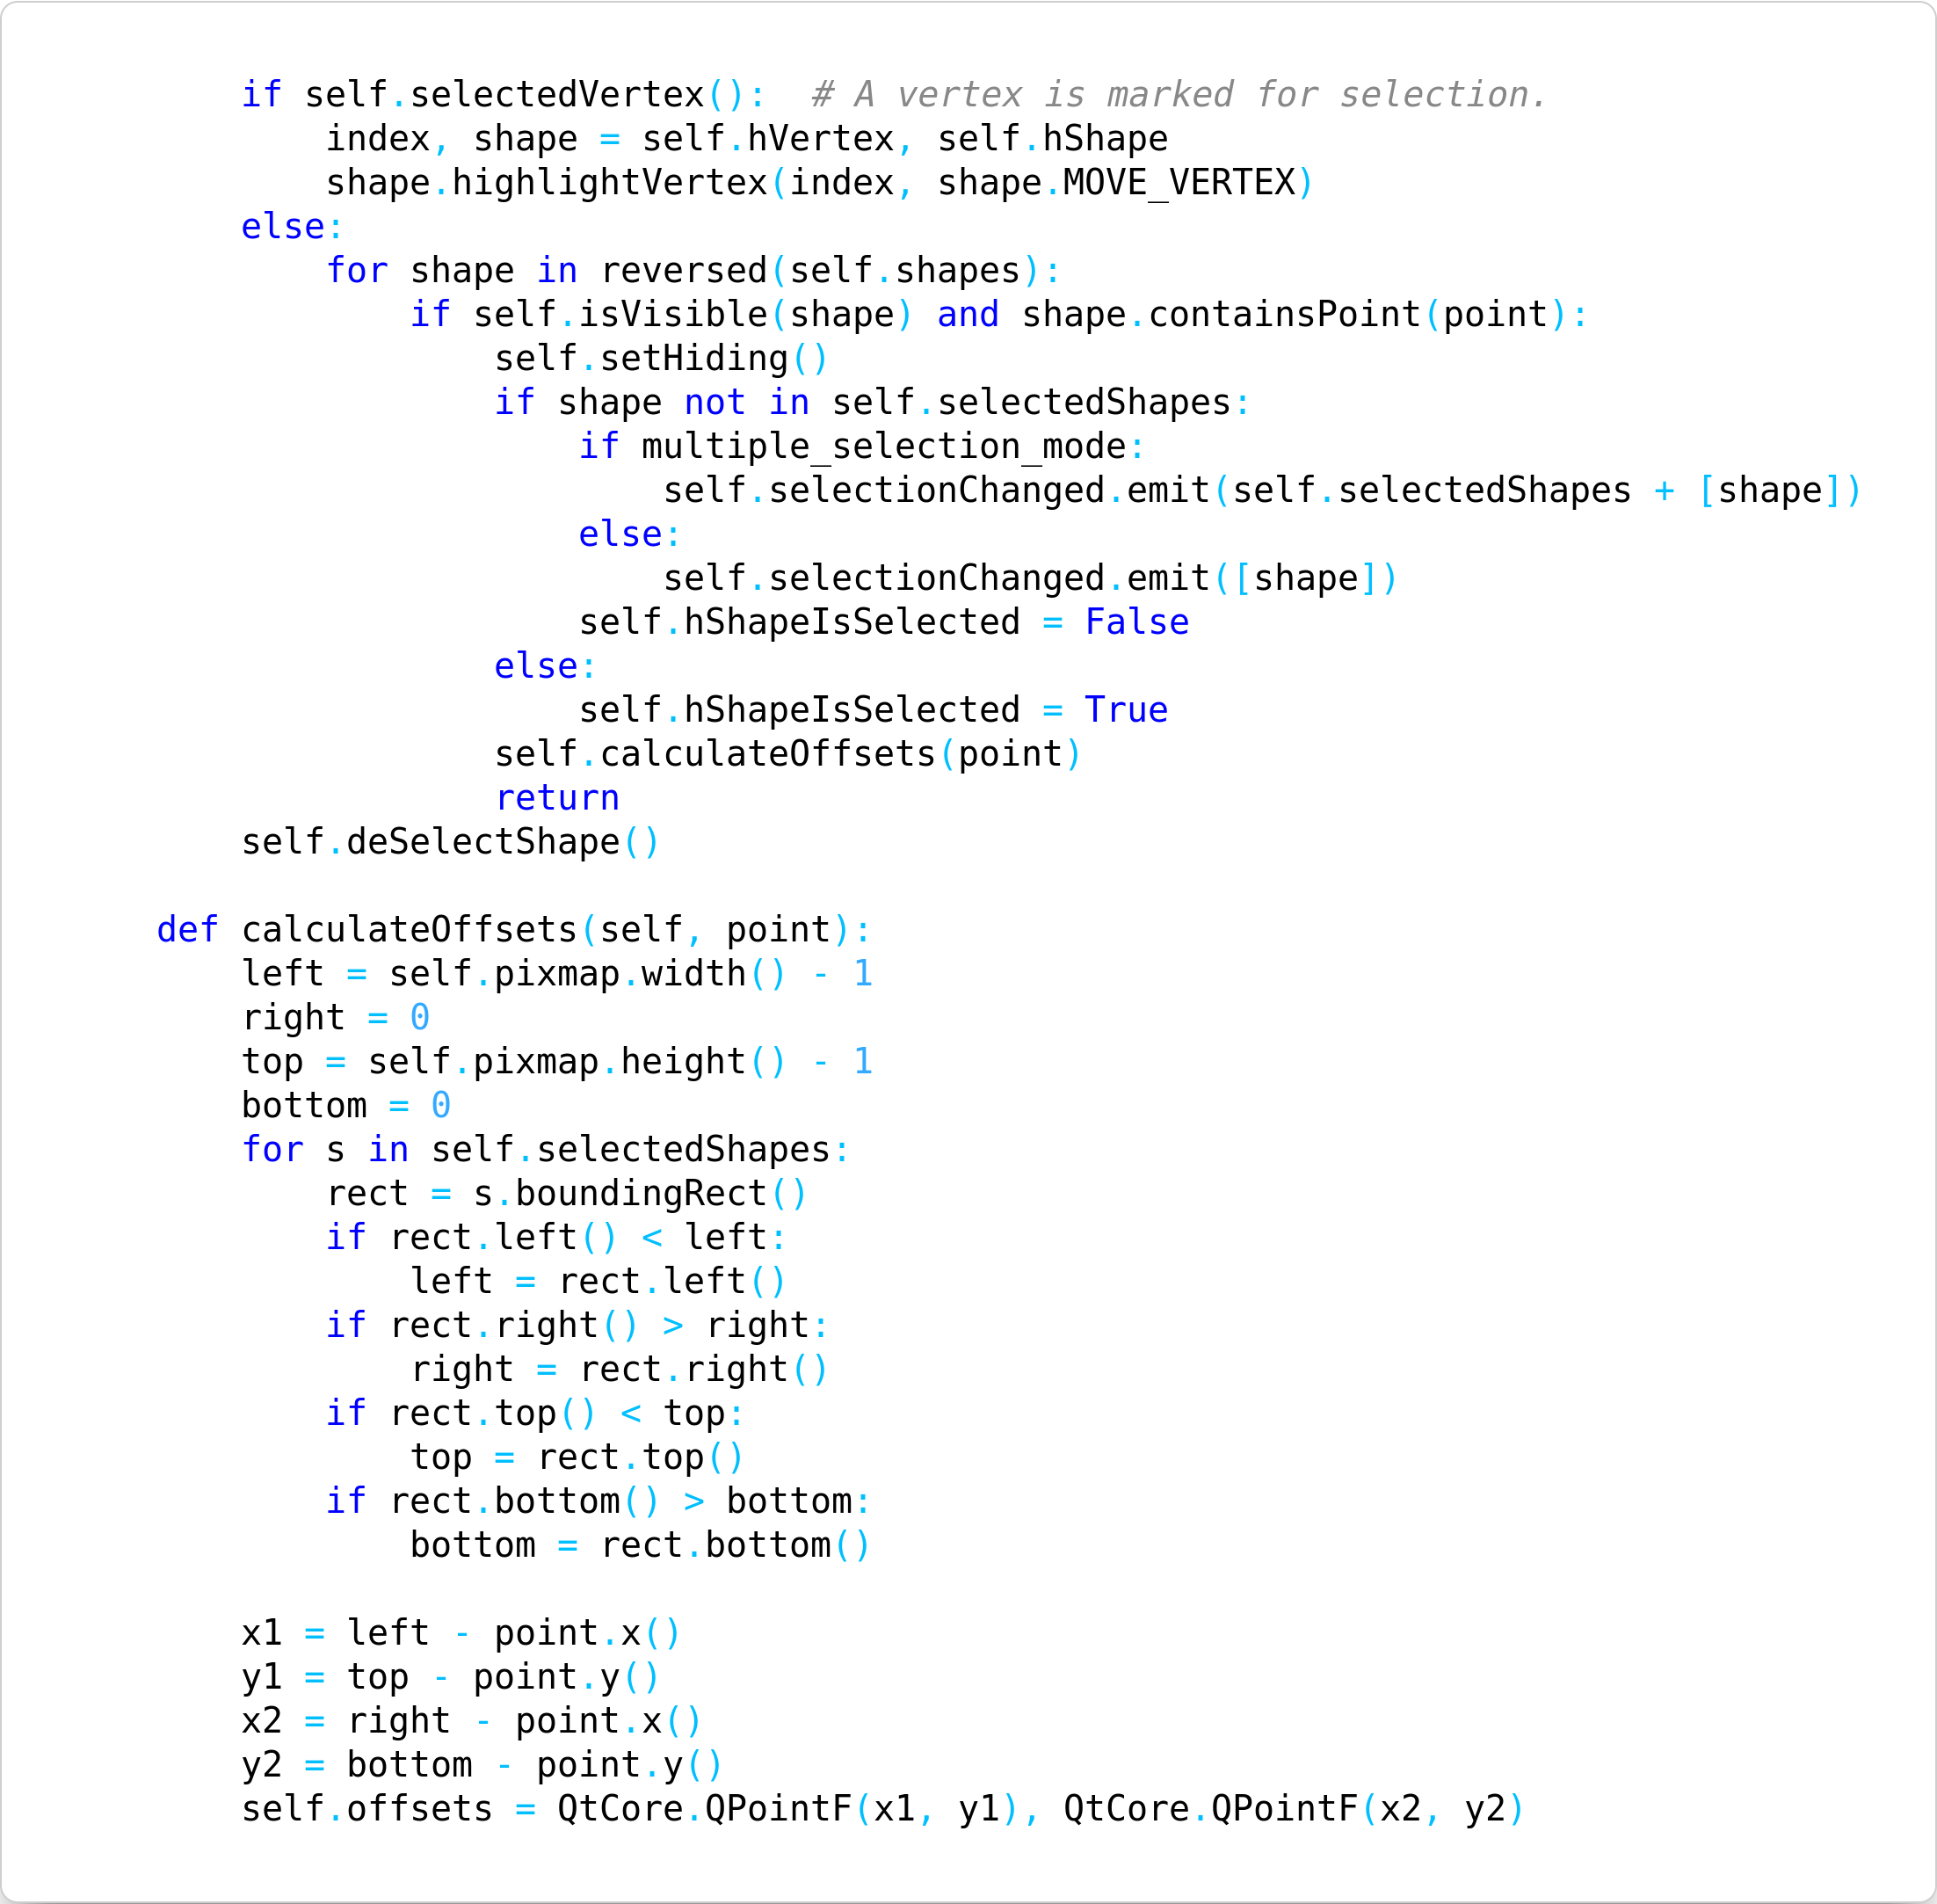 if self.selectedVertex():  # A vertex is marked for selection.
            index, shape = self.hVertex, self.hShape
            shape.highlightVertex(index, shape.MOVE_VERTEX)
        else:
            for shape in reversed(self.shapes):
                if self.isVisible(shape) and shape.containsPoint(point):
                    self.setHiding()
                    if shape not in self.selectedShapes:
                        if multiple_selection_mode:
                            self.selectionChanged.emit(self.selectedShapes + [shape])
                        else:
                            self.selectionChanged.emit([shape])
                        self.hShapeIsSelected = False
                    else:
                        self.hShapeIsSelected = True
                    self.calculateOffsets(point)
                    return
        self.deSelectShape()

    def calculateOffsets(self, point):
        left = self.pixmap.width() - 1
        right = 0
        top = self.pixmap.height() - 1
        bottom = 0
        for s in self.selectedShapes:
            rect = s.boundingRect()
            if rect.left() < left:
                left = rect.left()
            if rect.right() > right:
                right = rect.right()
            if rect.top() < top:
                top = rect.top()
            if rect.bottom() > bottom:
                bottom = rect.bottom()

        x1 = left - point.x()
        y1 = top - point.y()
        x2 = right - point.x()
        y2 = bottom - point.y()
        self.offsets = QtCore.QPointF(x1, y1), QtCore.QPointF(x2, y2)